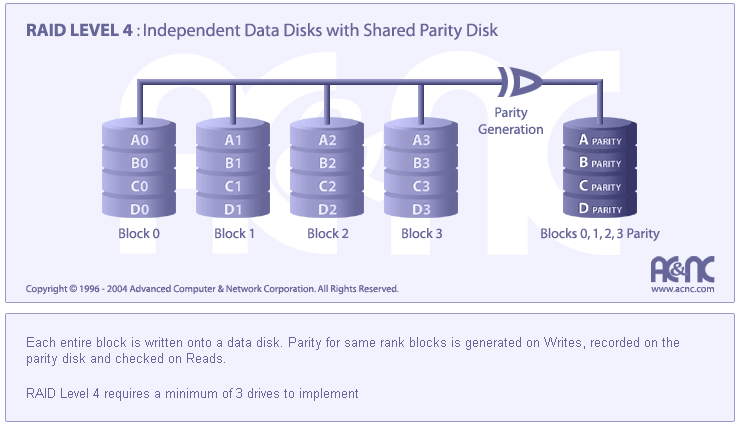 RAID LEVEL 4 : Independent Data Disks with Shared Parity Disk
Parity
Generation
A0 A1 A2 A3 A PARITY
B0 B1 B2 B3 B PARITY
C0 C1 C2 C3 C PARITY
D0 D1 D2 D3 D PARITY
Block 0 Block 1 Block 2 Block 3 Blocks 0, 1, 2, 3 Parity
AC&NC
www.acnc.com
Copyright © 1996 - 2004 Advanced Computer & Network Corporation. All Rights Reserved.
Each entire block is written onto a data disk. Parity for same rank blocks is generated on Writes, recorded on the
parity disk and checked on Reads.
RAID Level 4 requires a minimum of 3 drives to implement